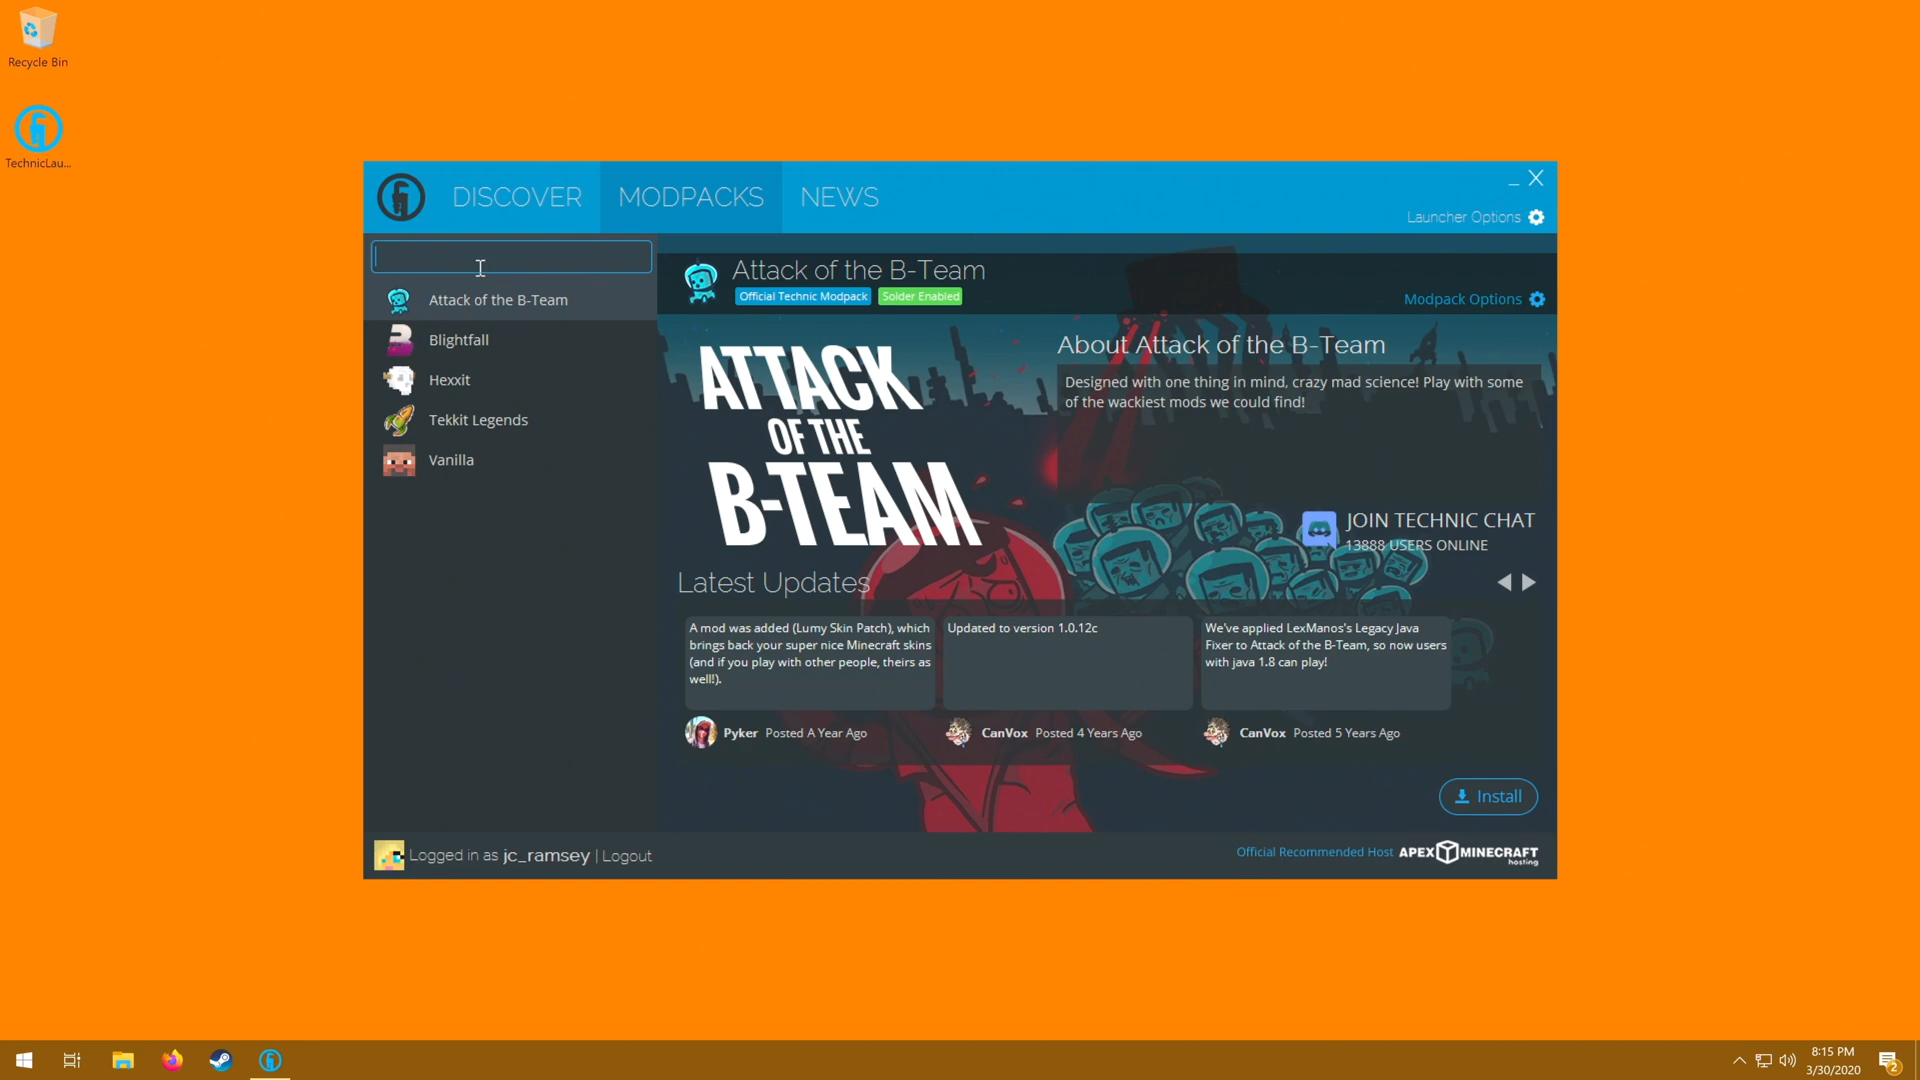 Recycle Bin
TechnicLau...
DISCOVER
MODPACKS
NEWS
Launcher Options
Attack of the B-Team
Blightfall
Hexxit
Tekkit Legends
Vanilla
Attack of the B-Team
Official Technic Modpack
Solder Enabled
Modpack Options
ATTACK
OF THE
B-TEAM
About Attack of the B-Team
Designed with one thing in mind, crazy mad science! Play with some
of the wackiest mods we could find!
JOIN TECHNIC CHAT
13888 USERS ONLINE
Latest Updates
A mod was added (Lumy Skin Patch), which
brings back your super nice Minecraft skins
(and if you play with other people, theirs as
well!).
Pyker Posted A Year Ago
Updated to version 1.0.12c
CanVox Posted 4 Years Ago
We've applied LexManos's Legacy Java
Fixer to Attack of the B-Team, so now users
with java 1.8 can play!
CanVox Posted 5 Years Ago
Install
Logged in as jc_ramsey | Logout
Official Recommended Host APEX MINECRAFT
hosting
8:15 PM
3/30/2020
2